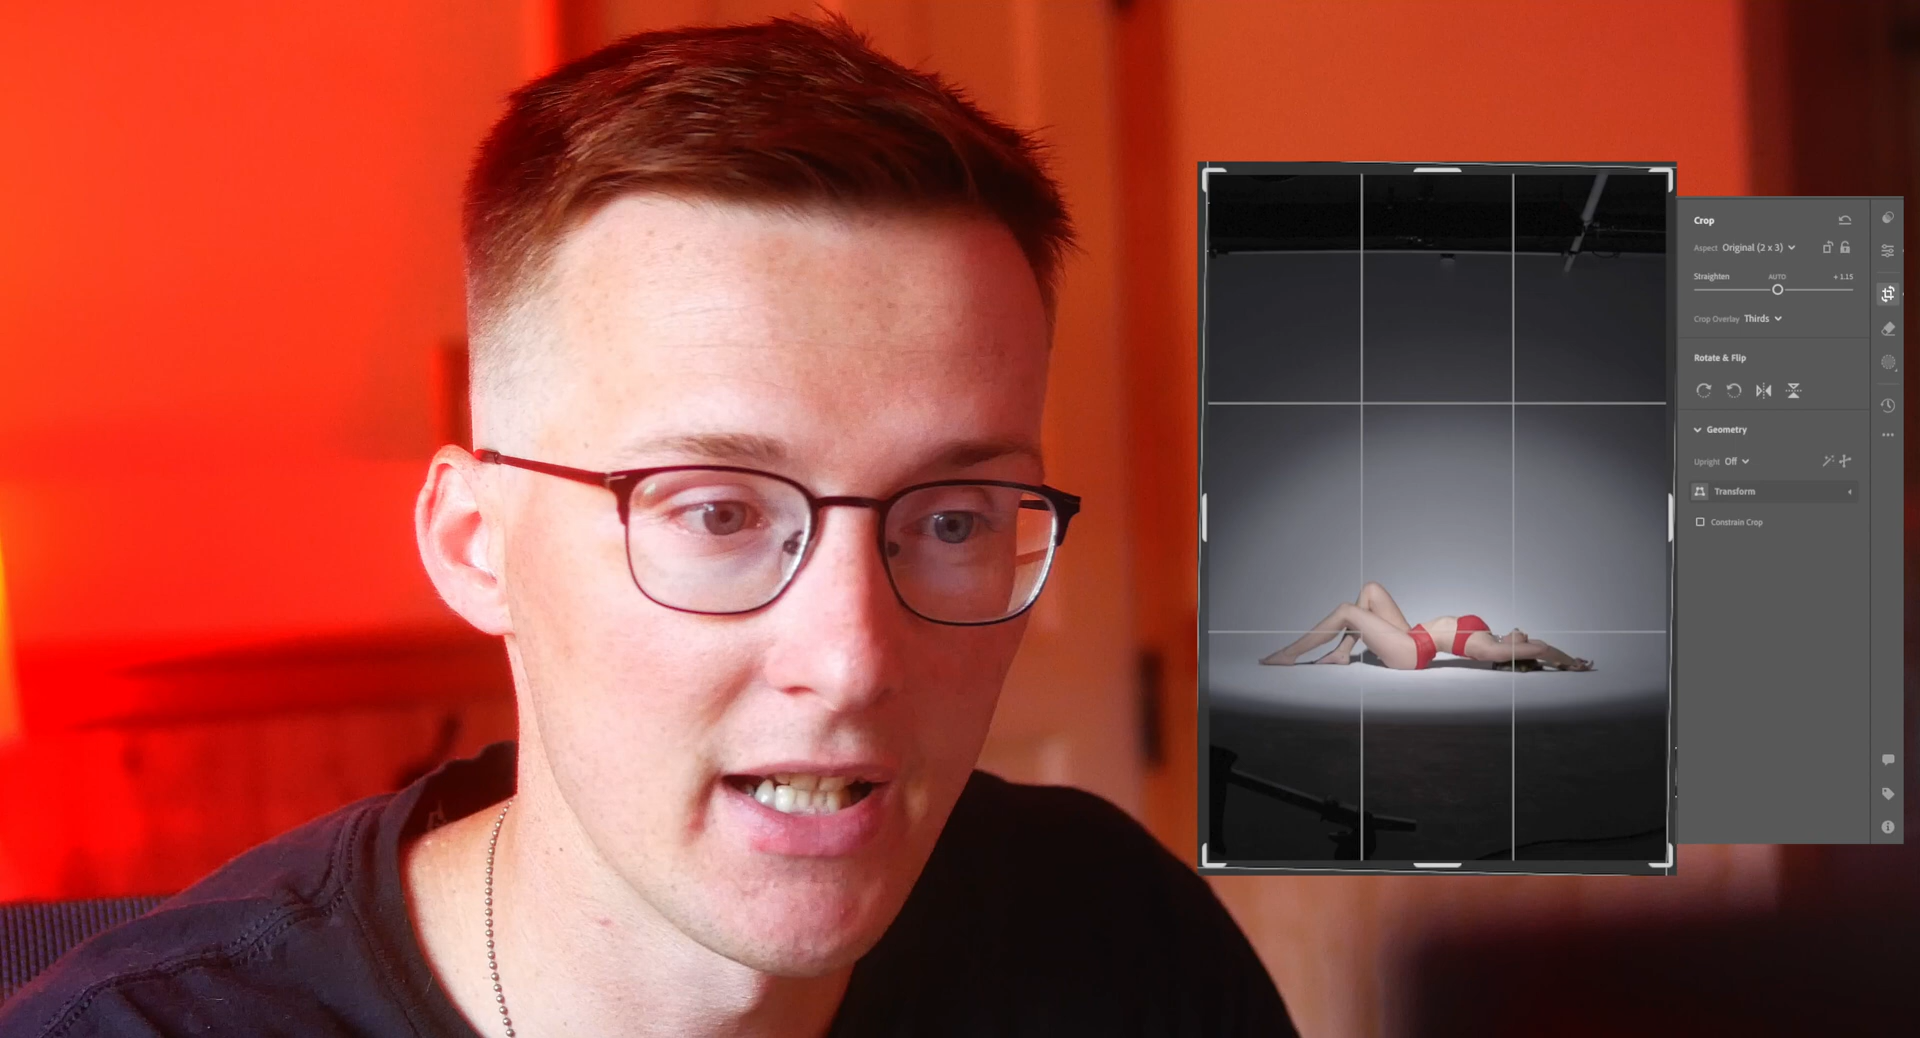 Crop
Aspect Original (2 x 3)
Straighten AUTO + 1.15
Crop Overlay Thirds
Rotate & Flip
Geometry
Upright Off
Transform
Constrain Crop